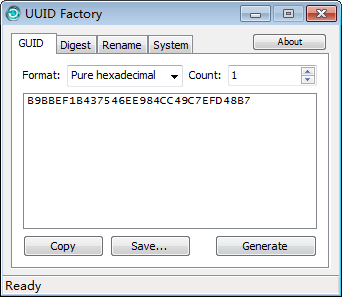 UUID Factory
GUID Digest Rename System About
Format: Pure hexadecimal Count: 1
B9BBEF1B437546EE984CC49C7EFD48B7
Copy Save... Generate
Ready